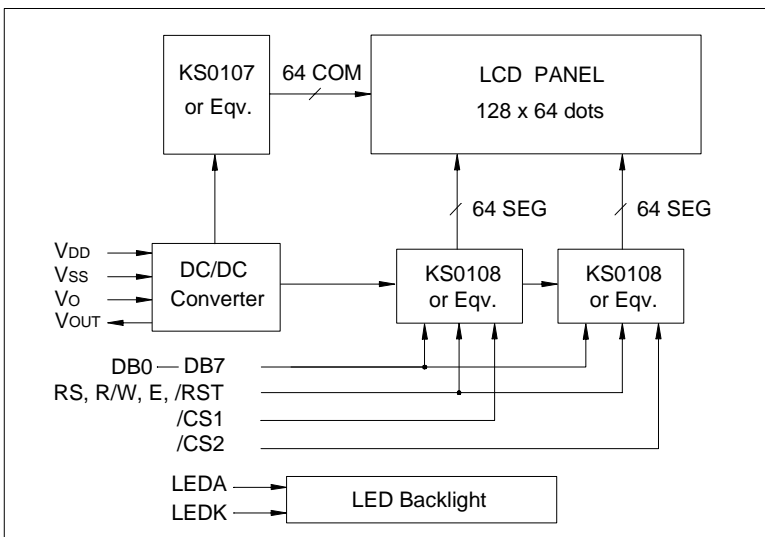 KS0107
or Eqv.
64 COM
LCD PANEL
128 x 64 dots
64 SEG
64 SEG
VDD
VSS
VO
VOUT
DC/DC
Converter
KS0108
or Eqv.
KS0108
or Eqv.
DB0 — DB7
RS, R/W, E, /RST
/CS1
/CS2
LEDA
LEDK
LED Backlight